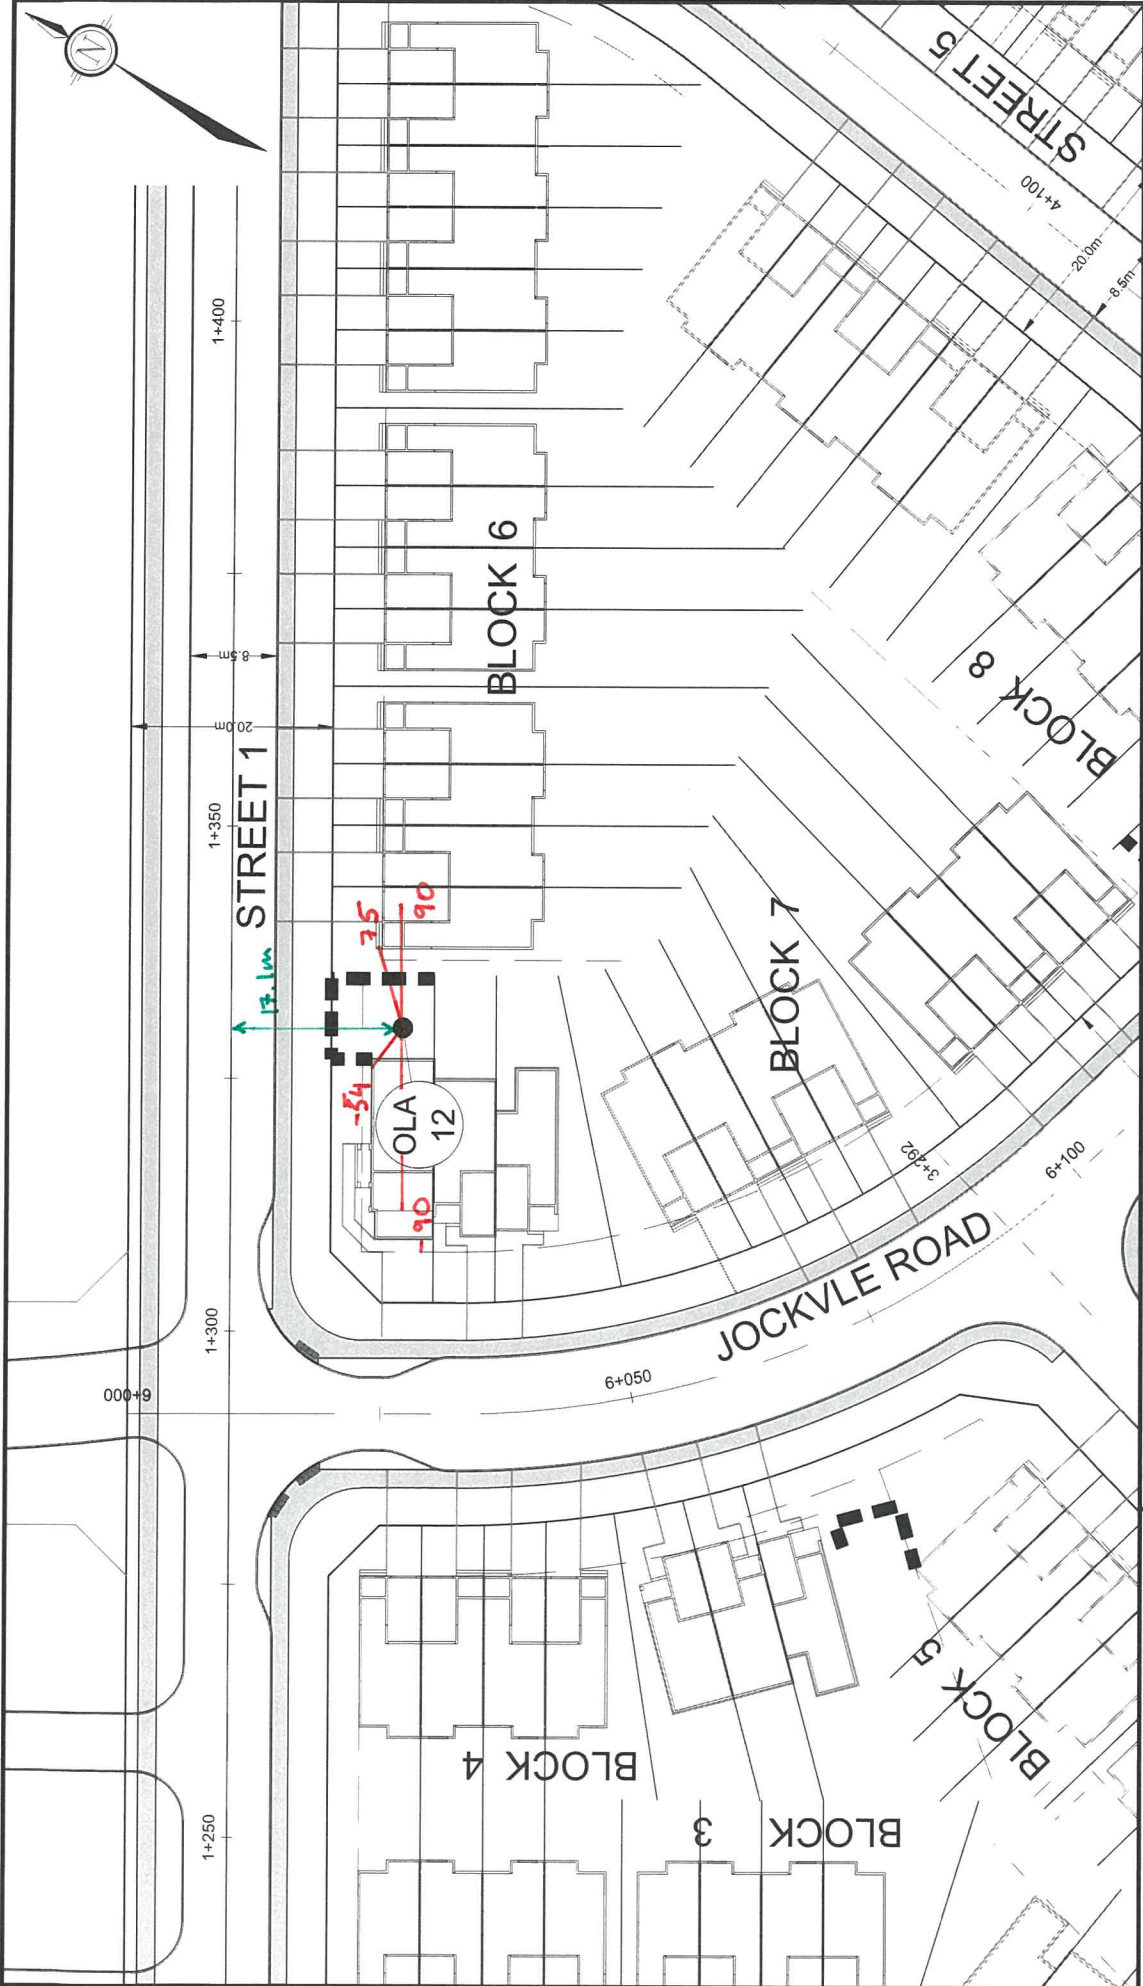 N
STREET 5
4+100
20.0m
8.5m
1+400
BLOCK 6
8.5m
20.0m
STREET 1
1+350
BLOCK 8
17.1m
75
90
-54
OLA
12
-90
BLOCK 7
3+292
6+100
JOCKVLE ROAD
1+300
6+000
6+050
BLOCK 4
BLOCK 5
BLOCK 3
1+250